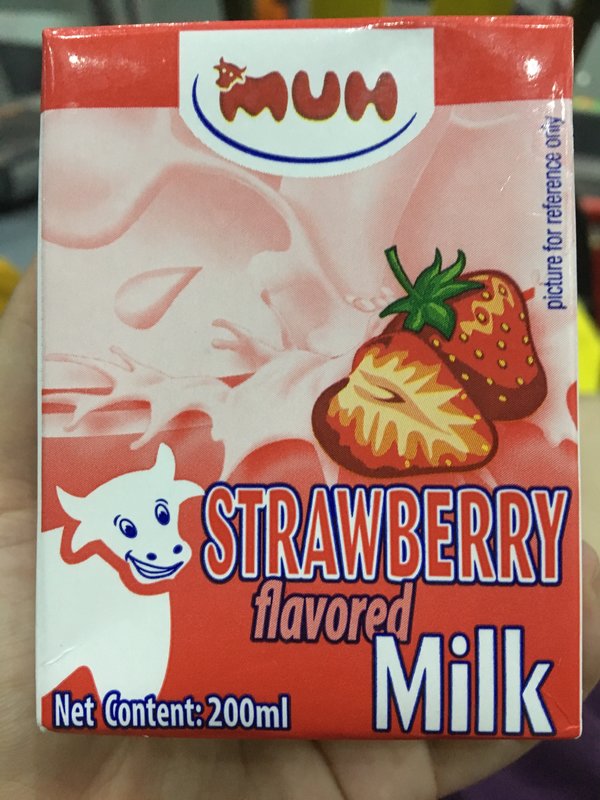 MUH
picture for reference only
STRAWBERRY
flavored
Milk
Net Content: 200ml